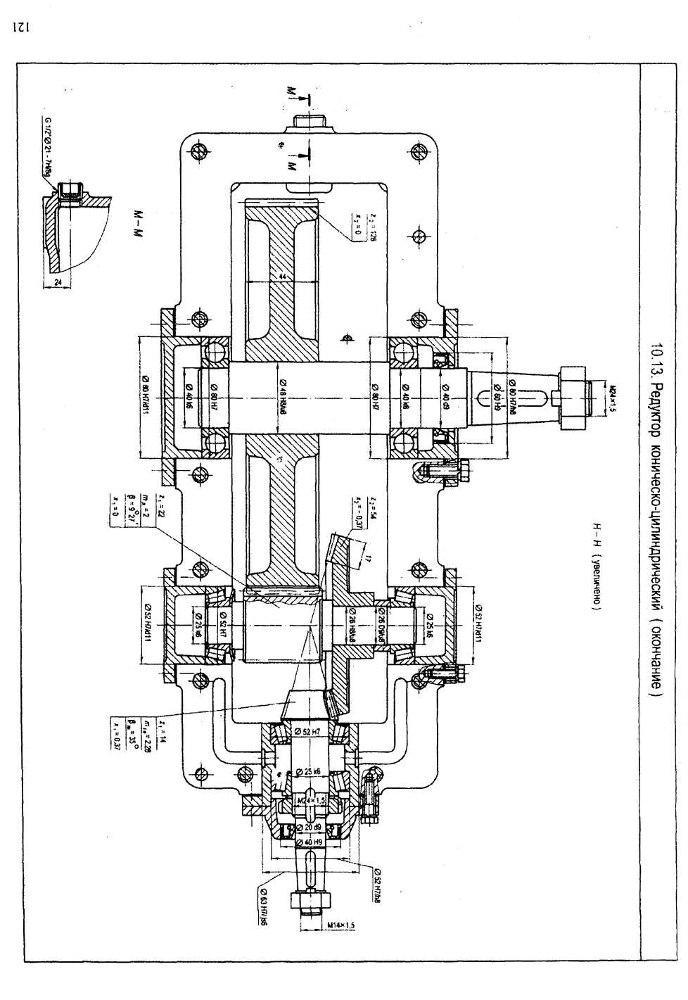 121
10.13. Редуктор коническо-цилиндрический ( окончание )
Н – Н ( увеличено )
М
М
М – М
G 1/2" Ø 21 - 7H/8g
24
z₂ = 126
x₂ = 0
44
Ø 80 H7/d11
Ø 40 k6
Ø 80 H7
Ø 48 H8/u8
Ø 80 H7
Ø 40 k6
Ø 40 d9
Ø 60 H9
Ø 80 H7/h8
M24×1,5
z₁ = 22
mₙ = 2
β = 9°27'
x₁ = 0
z₂ = 54
x₂ = - 0,37
17
Ø 52 H7/d11
Ø 25 k6
Ø 52 H7
Ø 26 H8/u8
Ø 26 D9/u8
Ø 25 k6
Ø 52 H7/d11
z₁ = 14
mₜₑ = 2,28
βₘ = 35°
x₁ = 0,37
Ø 52 H7
Ø 25 k6
M24×1,5
Ø 20 d9
Ø 40 H9
Ø 52 H7/h8
Ø 63 H7/js6
M14×1,5